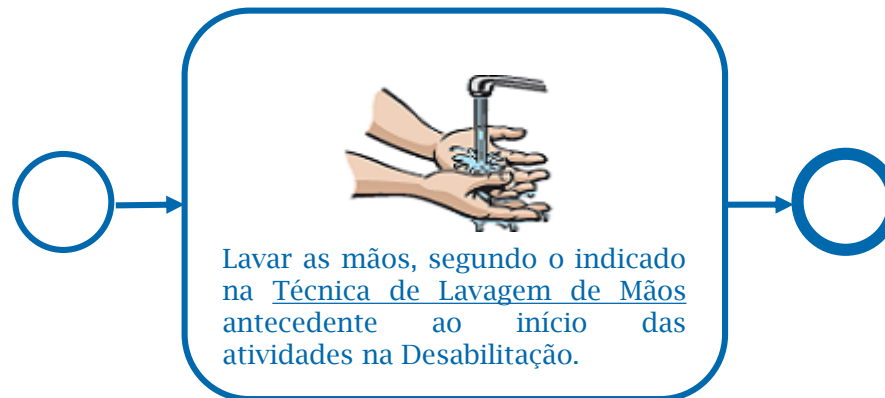 Lavar as mãos, segundo o indicado
na Técnica de Lavagem de Mãos
antecedente ao início das
atividades na Desabilitação.